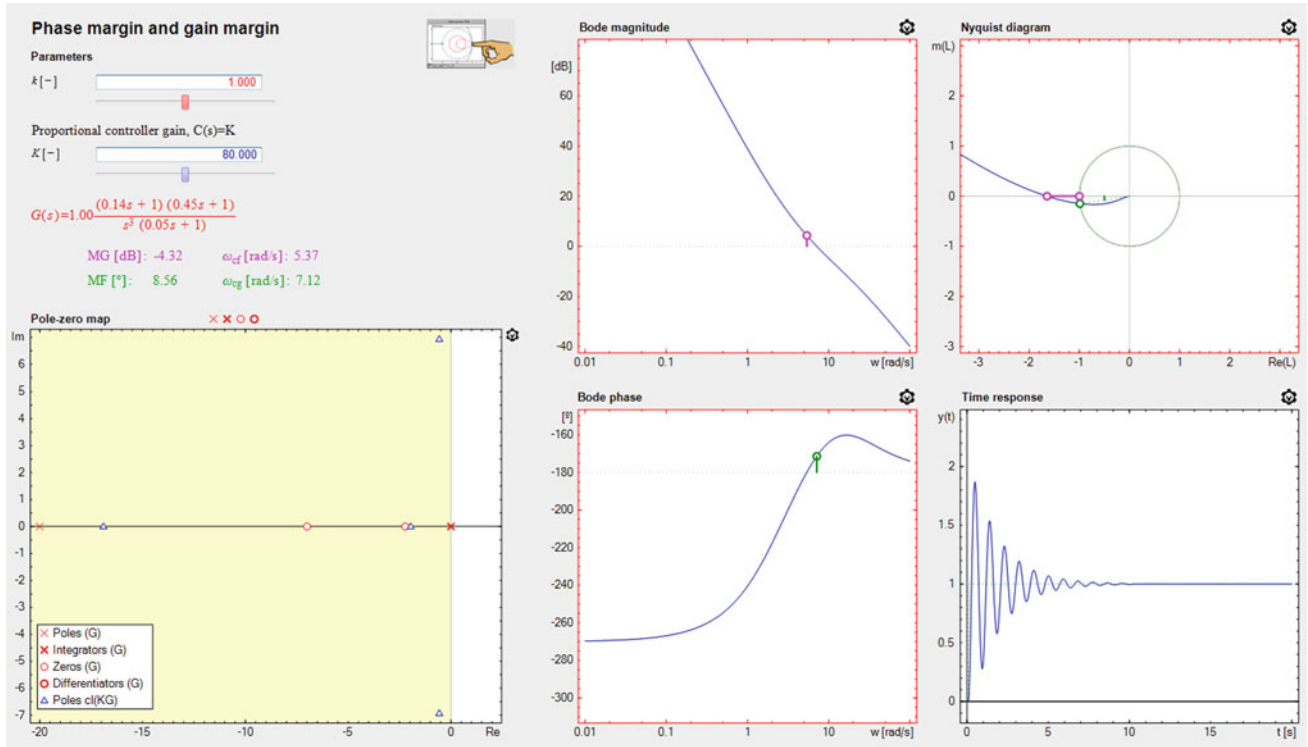 Phase margin and gain margin
Parameters
k[-] 1.000
Proportional controller gain, C(s)=K
K[-] 80.000
G(s)=1.00 (0.14s + 1) (0.45s + 1)
s³ (0.05s + 1)
MG [dB]: -4.32 ωcf [rad/s]: 5.37
MF [º]: 8.56 ωcg [rad/s]: 7.12
Pole-zero map
Im
6
5
4
3
2
1
0
-1
-2
-3
-4
-5
-6
-7
Poles (G)
Integrators (G)
Zeros (G)
Differentiators (G)
Poles cl(KG)
-20 -15 -10 -5 0 Re
Bode magnitude
[dB]
60
40
20
0
-20
-40
0.01 0.1 1 10 w [rad/s]
Nyquist diagram
m(L)
2
1
0
-1
-2
-3
-3 -2 -1 0 1 2 Re(L)
Bode phase
[º]
-160
-180
-200
-220
-240
-260
-280
-300
0.01 0.1 1 10 w [rad/s]
Time response
y(t)
2
1.5
1
0.5
0
0 5 10 15 t [s]